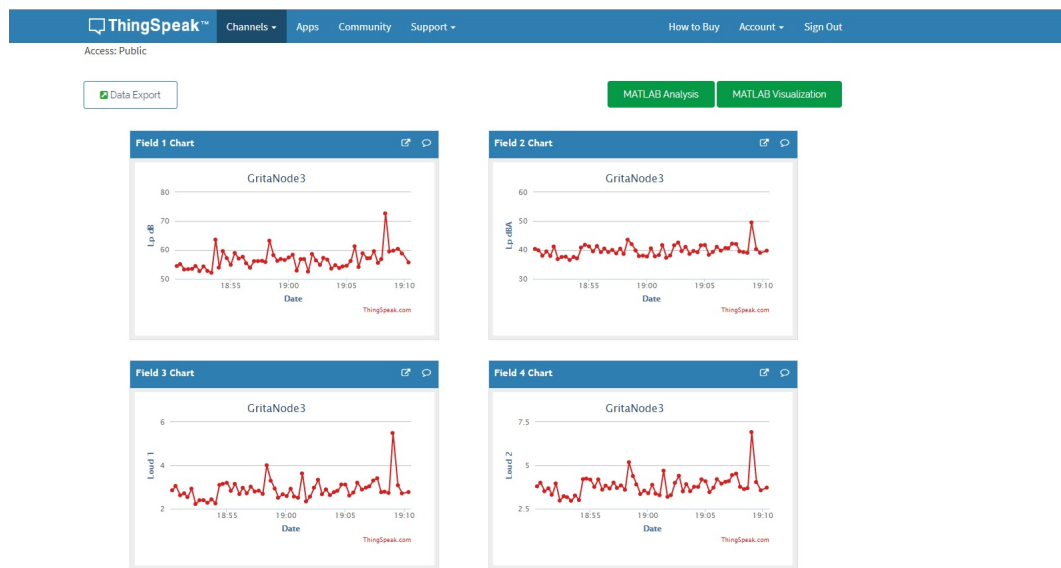 ThingSpeak™ Channels Apps Community Support How to Buy Account Sign Out
Access: Public
Data Export MATLAB Analysis MATLAB Visualization
Field 1 Chart
GritaNode3
80
70
60
50
Lp dB
18:55 19:00 19:05 19:10
Date
ThingSpeak.com
Field 2 Chart
GritaNode3
60
50
40
30
Lp dBA
18:55 19:00 19:05 19:10
Date
ThingSpeak.com
Field 3 Chart
GritaNode3
6
4
2
Loud 1
18:55 19:00 19:05 19:10
Date
ThingSpeak.com
Field 4 Chart
GritaNode3
7.5
5
2.5
Loud 2
18:55 19:00 19:05 19:10
Date
ThingSpeak.com